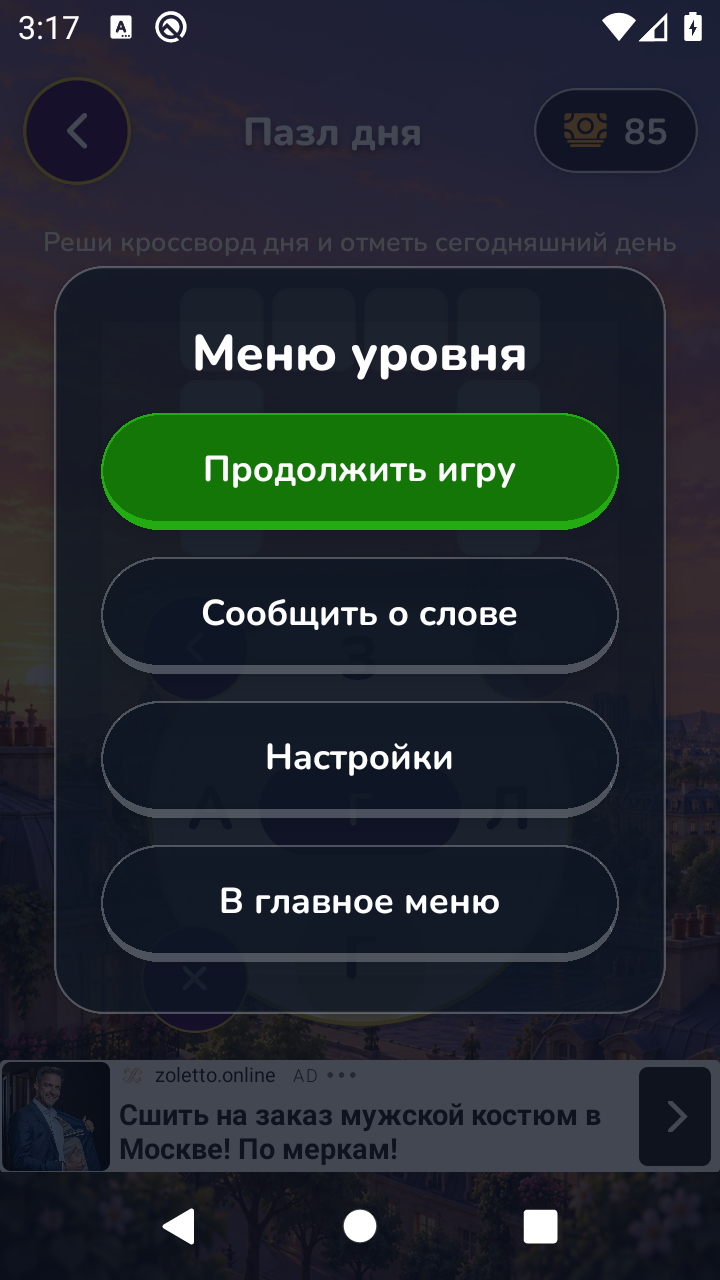 3:17
Пазл дня
85
Реши кроссворд дня и отметь сегодняшний день
Меню уровня
Продолжить игру
Сообщить о слове
З
Настройки
А Г Л
В главное меню
Г
zoletto.online AD
Сшить на заказ мужской костюм в
Москве! По меркам!